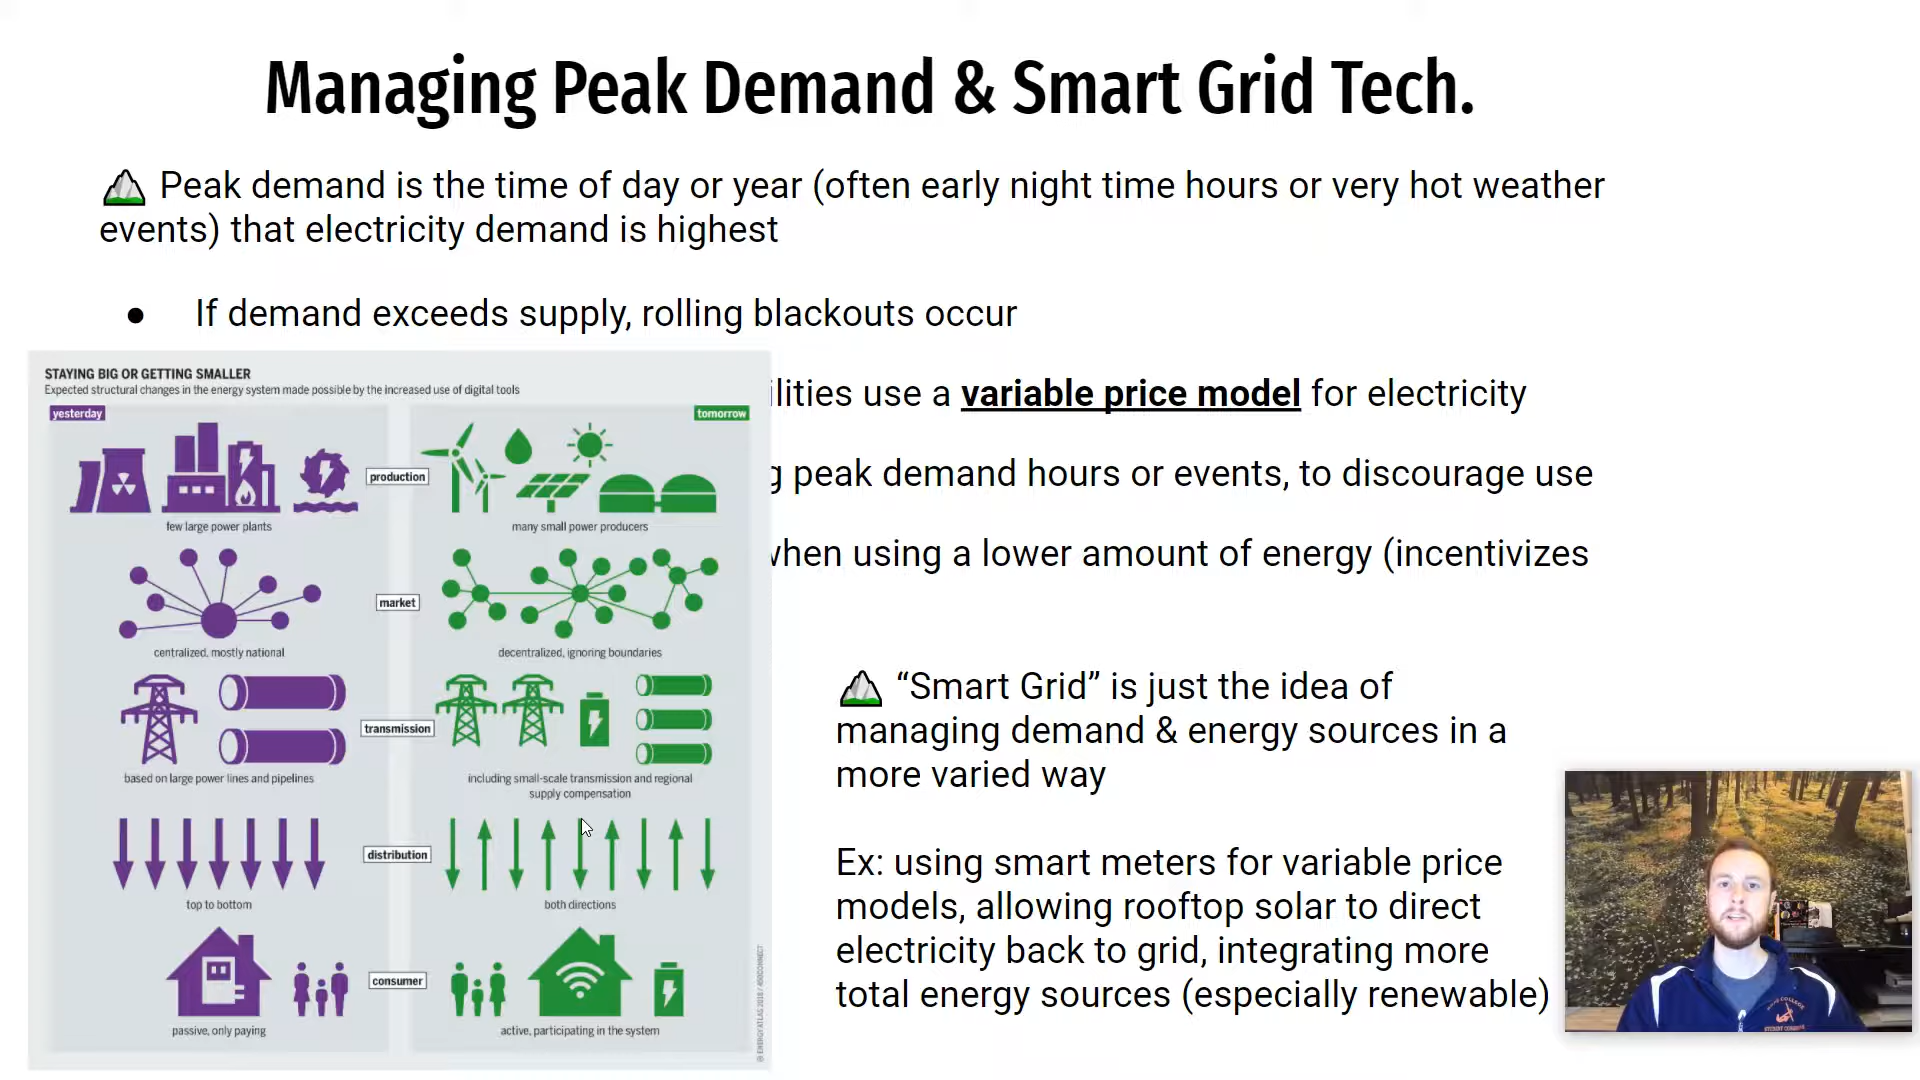 Managing Peak Demand & Smart Grid Tech.
Peak demand is the time of day or year (often early night time hours or very hot weather
events) that electricity demand is highest
● If demand exceeds supply, rolling blackouts occur
use a variable price model for electricity
peak demand hours or events, to discourage use
when using a lower amount of energy (incentivizes
STAYING BIG OR GETTING SMALLER
Expected structural changes in the energy system made possible by the increased use of digital tools
yesterday
tomorrow
production
few large power plants
many small power producers
market
centralized, mostly national
decentralized, ignoring boundaries
transmission
based on large power lines and pipelines
including small-scale transmission and regional
supply compensation
distribution
top to bottom
both directions
consumer
passive, only paying
active, participating in the system
“Smart Grid” is just the idea of
managing demand & energy sources in a
more varied way
Ex: using smart meters for variable price
models, allowing rooftop solar to direct
electricity back to grid, integrating more
total energy sources (especially renewable)